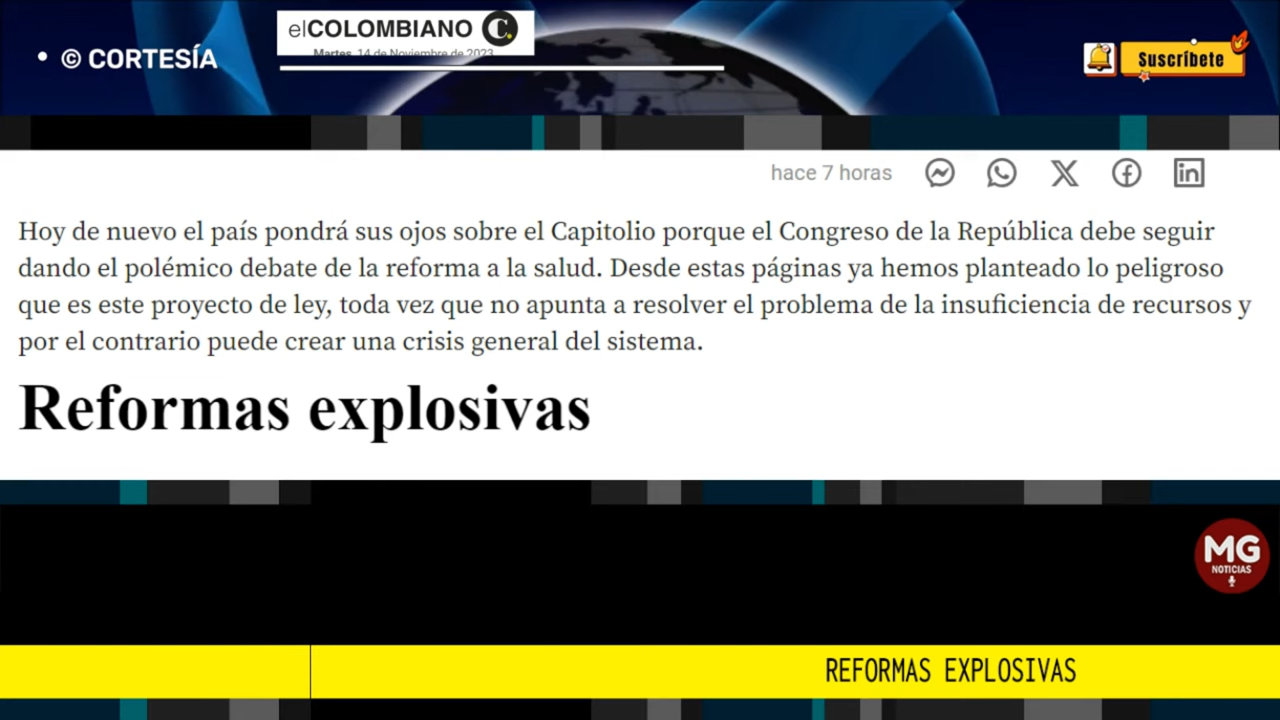 © CORTESÍA
elCOLOMBIANO C.
Martes, 14 de Noviembre de 2023
Suscríbete
hace 7 horas
Hoy de nuevo el país pondrá sus ojos sobre el Capitolio porque el Congreso de la República debe seguir
dando el polémico debate de la reforma a la salud. Desde estas páginas ya hemos planteado lo peligroso
que es este proyecto de ley, toda vez que no apunta a resolver el problema de la insuficiencia de recursos y
por el contrario puede crear una crisis general del sistema.
Reformas explosivas
MG
NOTICIAS
REFORMAS EXPLOSIVAS